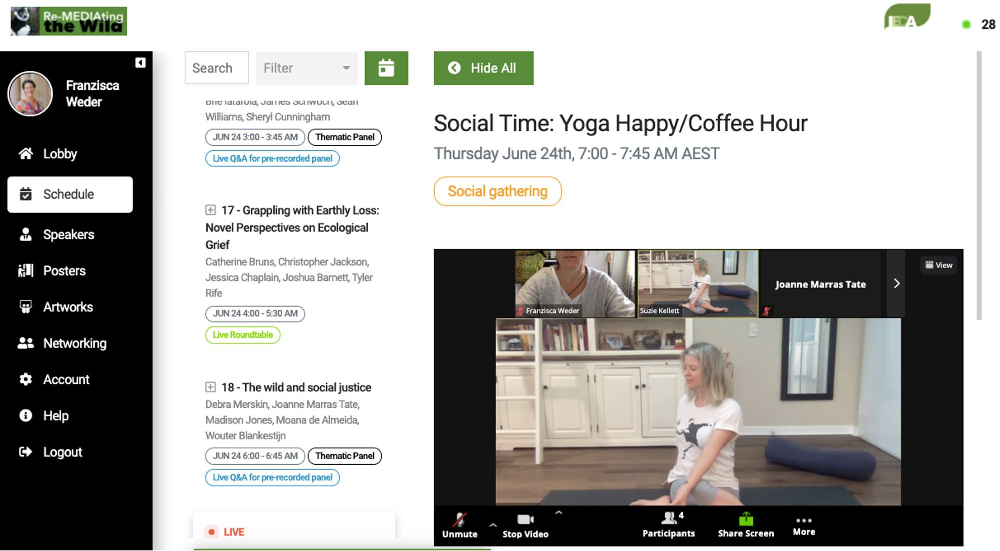 Re-MEDIAting
the Wild
IECA
28
Franzisca
Weder
Lobby
Schedule
Speakers
Posters
Artworks
Networking
Account
Help
Logout
Search
Filter
Williams, Sheryl Cunningham
JUN 24 3:00 - 3:45 AM
Thematic Panel
Live Q&A for pre-recorded panel
17 - Grappling with Earthly Loss:
Novel Perspectives on Ecological
Grief
Catherine Bruns, Christopher Jackson,
Jessica Chaplain, Joshua Barnett, Tyler
Rife
JUN 24 4:00 - 5:30 AM
Live Roundtable
18 - The wild and social justice
Debra Merskin, Joanne Marras Tate,
Madison Jones, Moana de Almeida,
Wouter Blankestijn
JUN 24 6:00 - 6:45 AM
Thematic Panel
Live Q&A for pre-recorded panel
LIVE
Hide All
Social Time: Yoga Happy/Coffee Hour
Thursday June 24th, 7:00 - 7:45 AM AEST
Social gathering
Franzisca Weder
Suzie Kellett
Joanne Marras Tate
View
Unmute
Stop Video
4
Participants
Share Screen
More